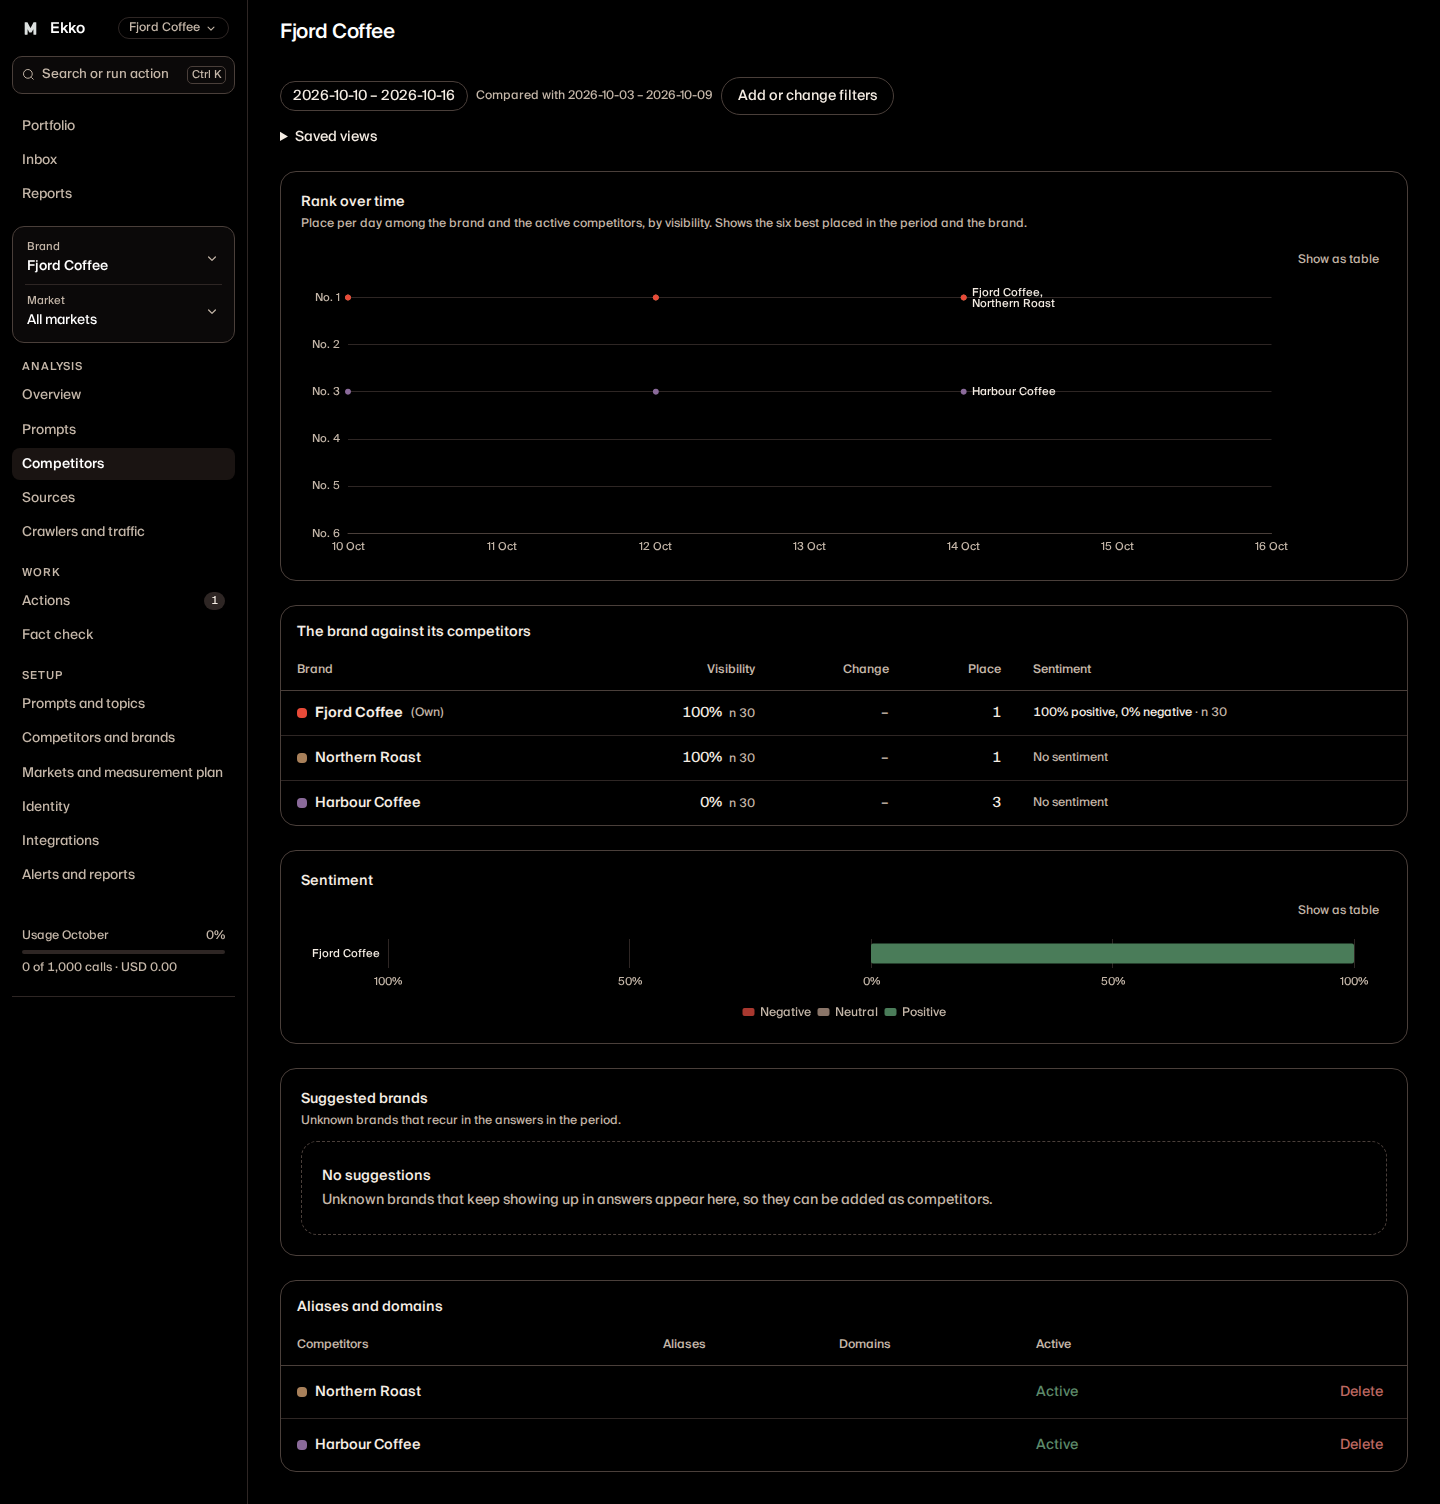 Ekko
Fjord Coffee
Search or run action
Ctrl K
Portfolio
Inbox
Reports
Brand
Fjord Coffee
Market
All markets
ANALYSIS
Overview
Prompts
Competitors
Sources
Crawlers and traffic
WORK
Actions
1
Fact check
SETUP
Prompts and topics
Competitors and brands
Markets and measurement plan
Identity
Integrations
Alerts and reports
Usage October 0%
0 of 1,000 calls · USD 0.00
Fjord Coffee
2026-10-10 – 2026-10-16
Compared with 2026-10-03 – 2026-10-09
Add or change filters
Saved views
Rank over time
Place per day among the brand and the active competitors, by visibility. Shows the six best placed in the period and the brand.
Show as table
No. 1
Fjord Coffee,
Northern Roast
No. 2
No. 3
Harbour Coffee
No. 4
No. 5
No. 6
10 Oct 11 Oct 12 Oct 13 Oct 14 Oct 15 Oct 16 Oct
The brand against its competitors
Brand Visibility Change Place Sentiment
Fjord Coffee (Own) 100% n 30 – 1 100% positive, 0% negative · n 30
Northern Roast 100% n 30 – 1 No sentiment
Harbour Coffee 0% n 30 – 3 No sentiment
Sentiment
Show as table
Fjord Coffee
100% 50% 0% 50% 100%
Negative Neutral Positive
Suggested brands
Unknown brands that recur in the answers in the period.
No suggestions
Unknown brands that keep showing up in answers appear here, so they can be added as competitors.
Aliases and domains
Competitors Aliases Domains Active
Northern Roast Active Delete
Harbour Coffee Active Delete